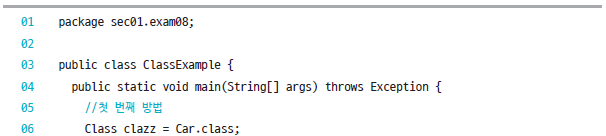 01 package sec01.exam08;
02
03 public class ClassExample {
04 public static void main(String[] args) throws Exception {
05 //첫 번째 방법
06 Class clazz = Car.class;